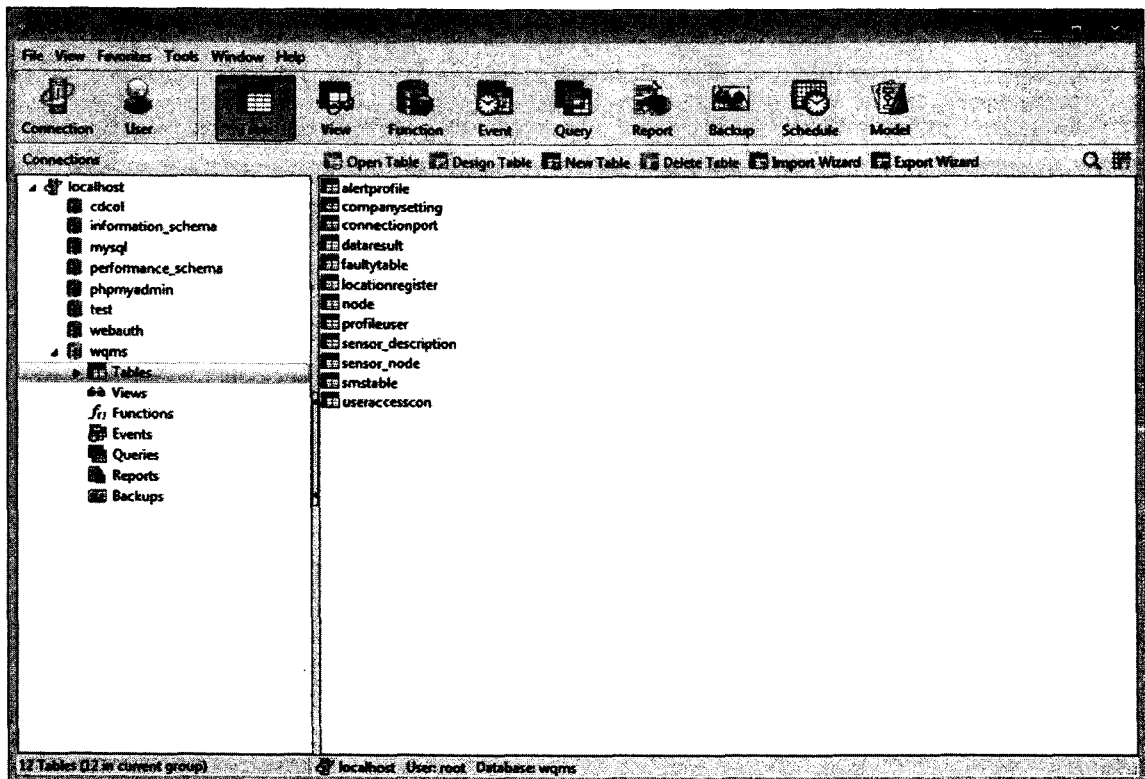 File View Favorites Tools Window Help
Connection User View Function Event Query Report Backup Schedule Model
Connections
Open Table Design Table New Table Delete Table Import Wizard Export Wizard
localhost
cdcol
information_schema
mysql
performance_schema
phpmyadmin
test
webauth
wqms
Tables
Views
f() Functions
Events
Queries
Reports
Backups
alertprofile
companysetting
connectionport
dataresult
faultytable
locationregister
node
profileuser
sensor_description
sensor_node
smstable
useraccesscon
12 Tables (12 in current group)
localhost User: root Database: wqms